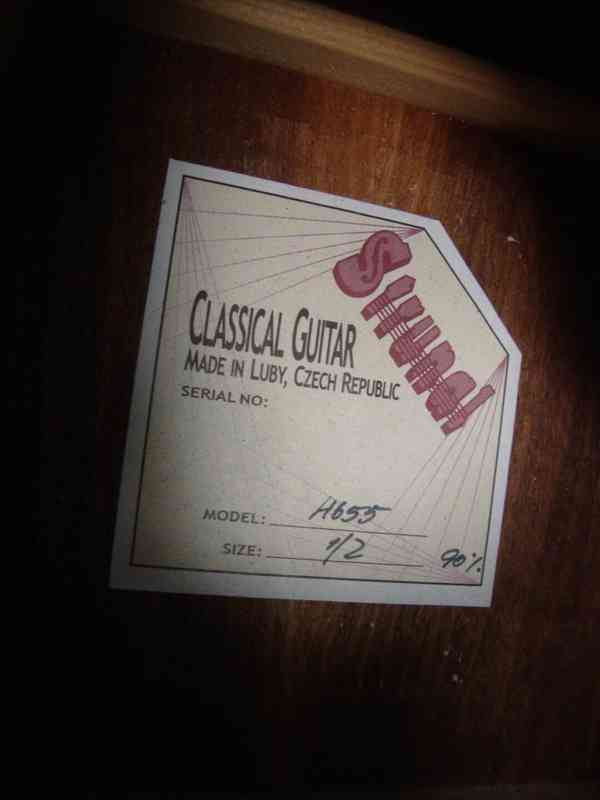 Strunal
CLASSICAL GUITAR
MADE IN LUBY, CZECH REPUBLIC
SERIAL NO:
MODEL: H655
SIZE: 1/2 90%